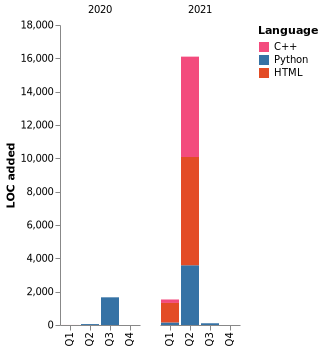 2020 2021
Language
C++
Python
HTML
LOC added
18,000
16,000
14,000
12,000
10,000
8,000
6,000
4,000
2,000
0
Q1 Q2 Q3 Q4 Q1 Q2 Q3 Q4